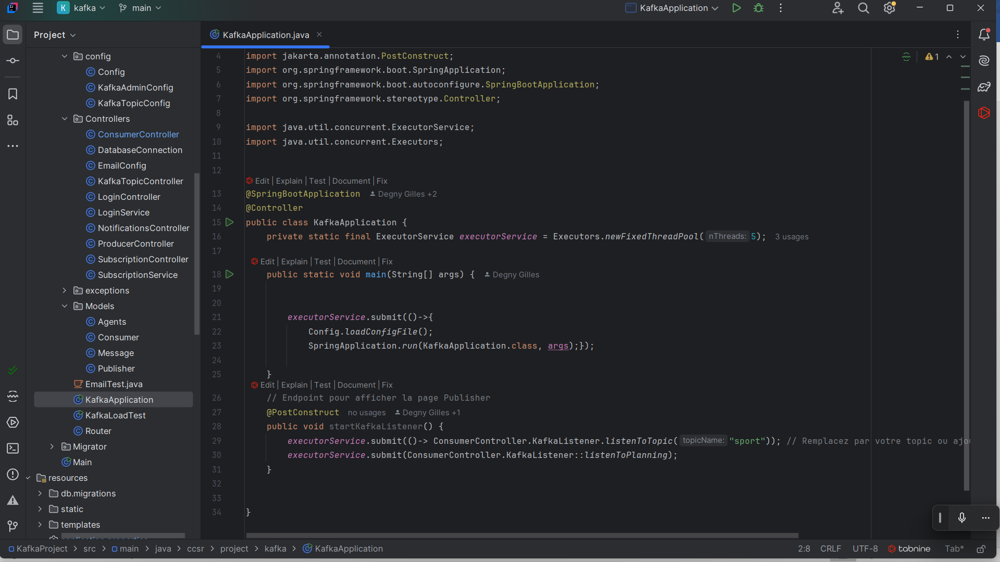 kafka
main
KafkaApplication
Project
config
Config
KafkaAdminConfig
KafkaTopicConfig
Controllers
ConsumerController
DatabaseConnection
EmailConfig
KafkaTopicController
LoginController
LoginService
NotificationsController
ProducerController
SubscriptionController
SubscriptionService
exceptions
Models
Agents
Consumer
Message
Publisher
EmailTest.java
KafkaApplication
KafkaLoadTest
Router
Migrator
Main
resources
db.migrations
static
templates
KafkaApplication.java
1
4 import jakarta.annotation.PostConstruct;
5 import org.springframework.boot.SpringApplication;
6 import org.springframework.boot.autoconfigure.SpringBootApplication;
7 import org.springframework.stereotype.Controller;
8
9 import java.util.concurrent.ExecutorService;
10 import java.util.concurrent.Executors;
11
12
Edit | Explain | Test | Document | Fix
13 @SpringBootApplication Degny Gilles +2
14 @Controller
15 public class KafkaApplication {
16 private static final ExecutorService executorService = Executors.newFixedThreadPool( nThreads: 5); 3 usages
17
Edit | Explain | Test | Document | Fix
18 public static void main(String[] args) { Degny Gilles
19
20
21 executorService.submit(()->{
22 Config.loadConfigFile();
23 SpringApplication.run(KafkaApplication.class, args);});
24
25 }
Edit | Explain | Test | Document | Fix
26 // Endpoint pour afficher la page Publisher
27 @PostConstruct no usages Degny Gilles +1
28 public void startKafkaListener() {
29 executorService.submit(()-> ConsumerController.KafkaListener.listenToTopic( topicName: "sport")); // Remplacez par votre topic ou
30 executorService.submit(ConsumerController.KafkaListener::listenToPlanning);
31 }
32
33
34 }
KafkaProject > src > main > java > ccsr > project > kafka > KafkaApplication
2:8 CRLF UTF-8 tabnine Tab*